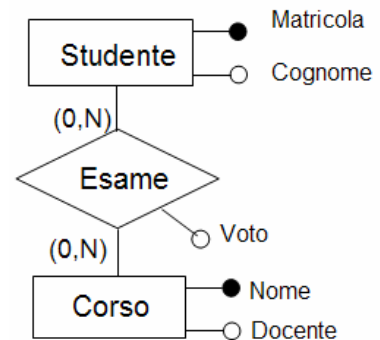 Matricola
Studente
Cognome
(0,N)
Esame
Voto
(0,N)
Nome
Corso
Docente